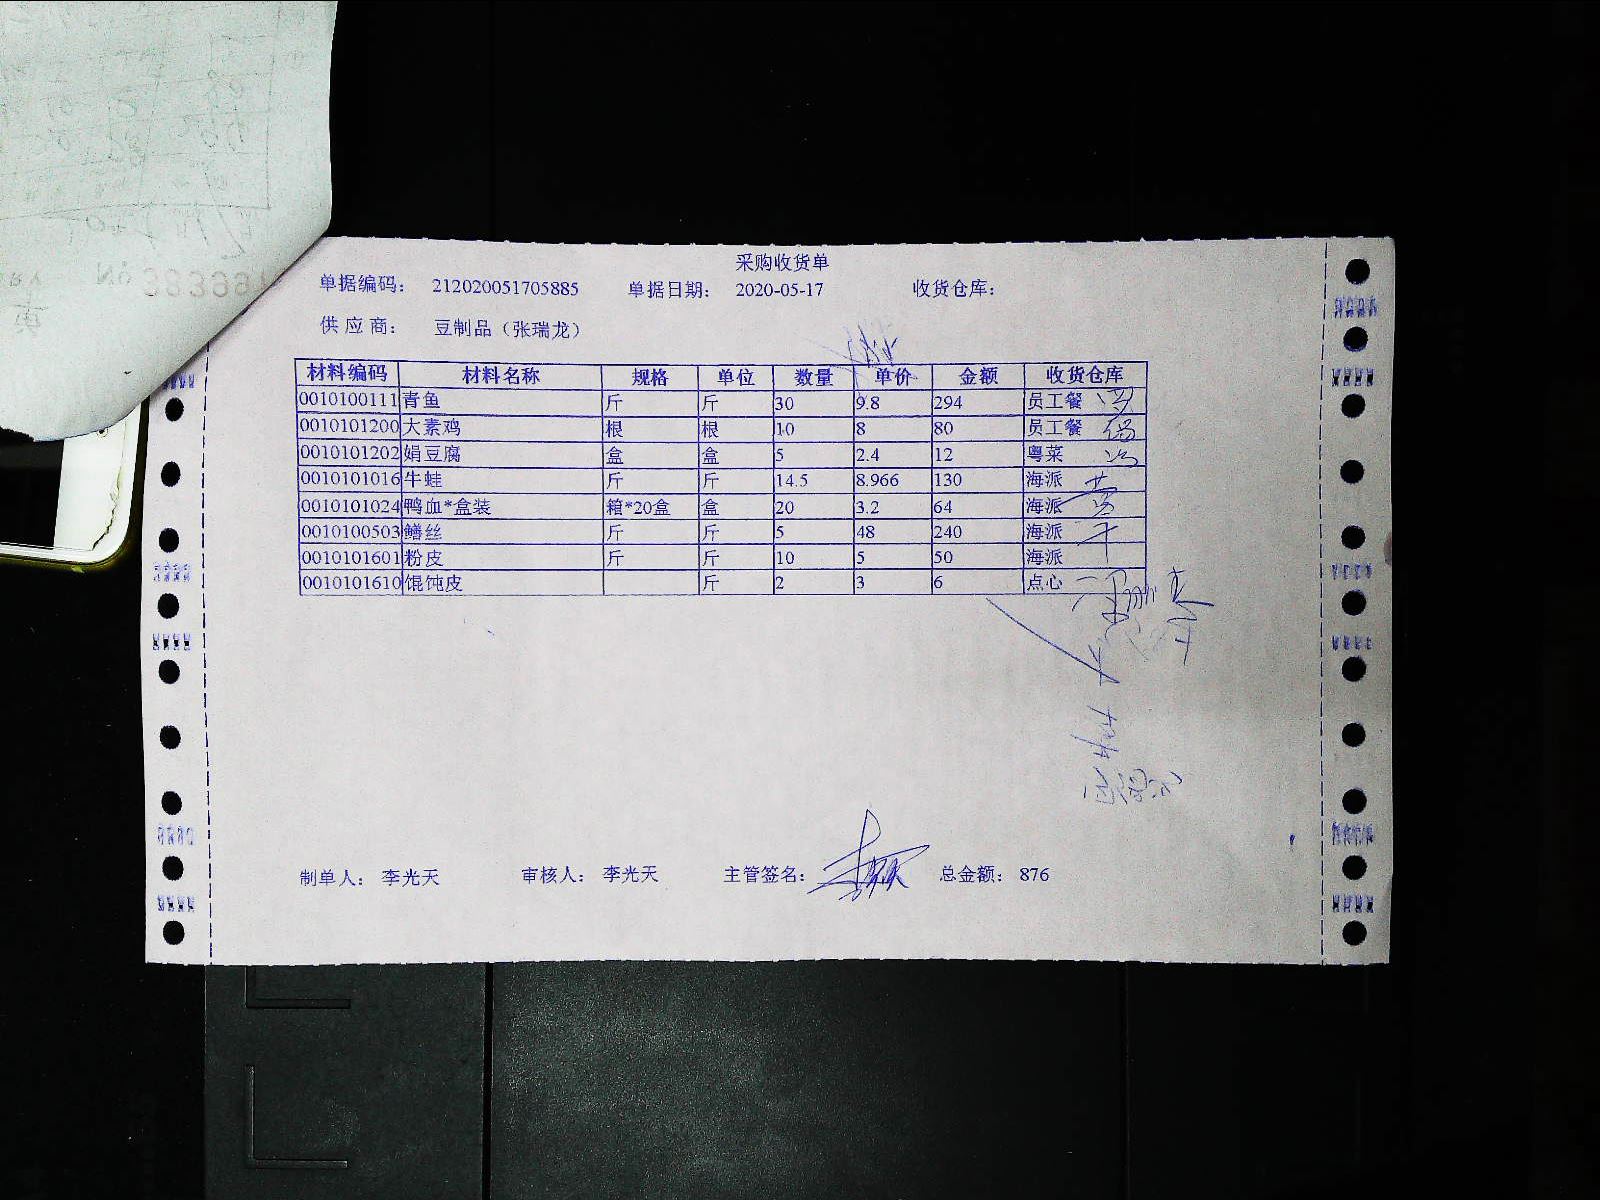 采购收货单
单据编码： 212020051705885 单据日期： 2020-05-17 收货仓库：
供 应 商： 豆制品（张瑞龙）
材料编码 材料名称 规格 单位 数量 单价 金额 收货仓库
0010100111 青鱼 斤 斤 30 9.8 294 员工餐
0010101200 大素鸡 根 根 10 8 80 员工餐
0010101202 娟豆腐 盒 盒 5 2.4 12 粤菜
0010101016 牛蛙 斤 斤 14.5 8.966 130 海派
0010101024 鸭血*盒装 箱*20盒 盒 20 3.2 64 海派
0010100503 鳝丝 斤 斤 5 48 240 海派
0010101601 粉皮 斤 斤 10 5 50 海派
0010101610 馄饨皮 斤 2 3 6 点心
制单人： 李光天 审核人： 李光天 主管签名： 总金额： 876